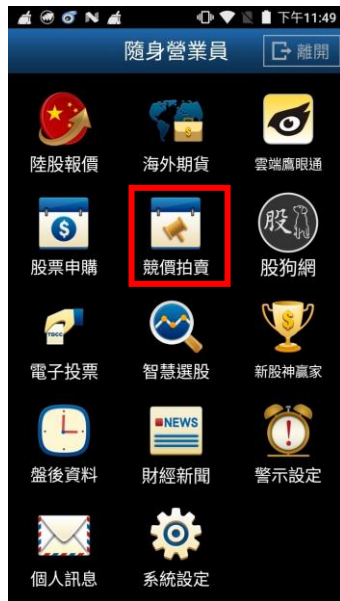 下午11:49
隨身營業員
離開
陸股報價
海外期貨
雲端鷹眼通
$
股
股票申購
競價拍賣
股狗網
TDCC
$
電子投票
智慧選股
新股神贏家
NEWS
盤後資料
財經新聞
警示設定
個人訊息
系統設定